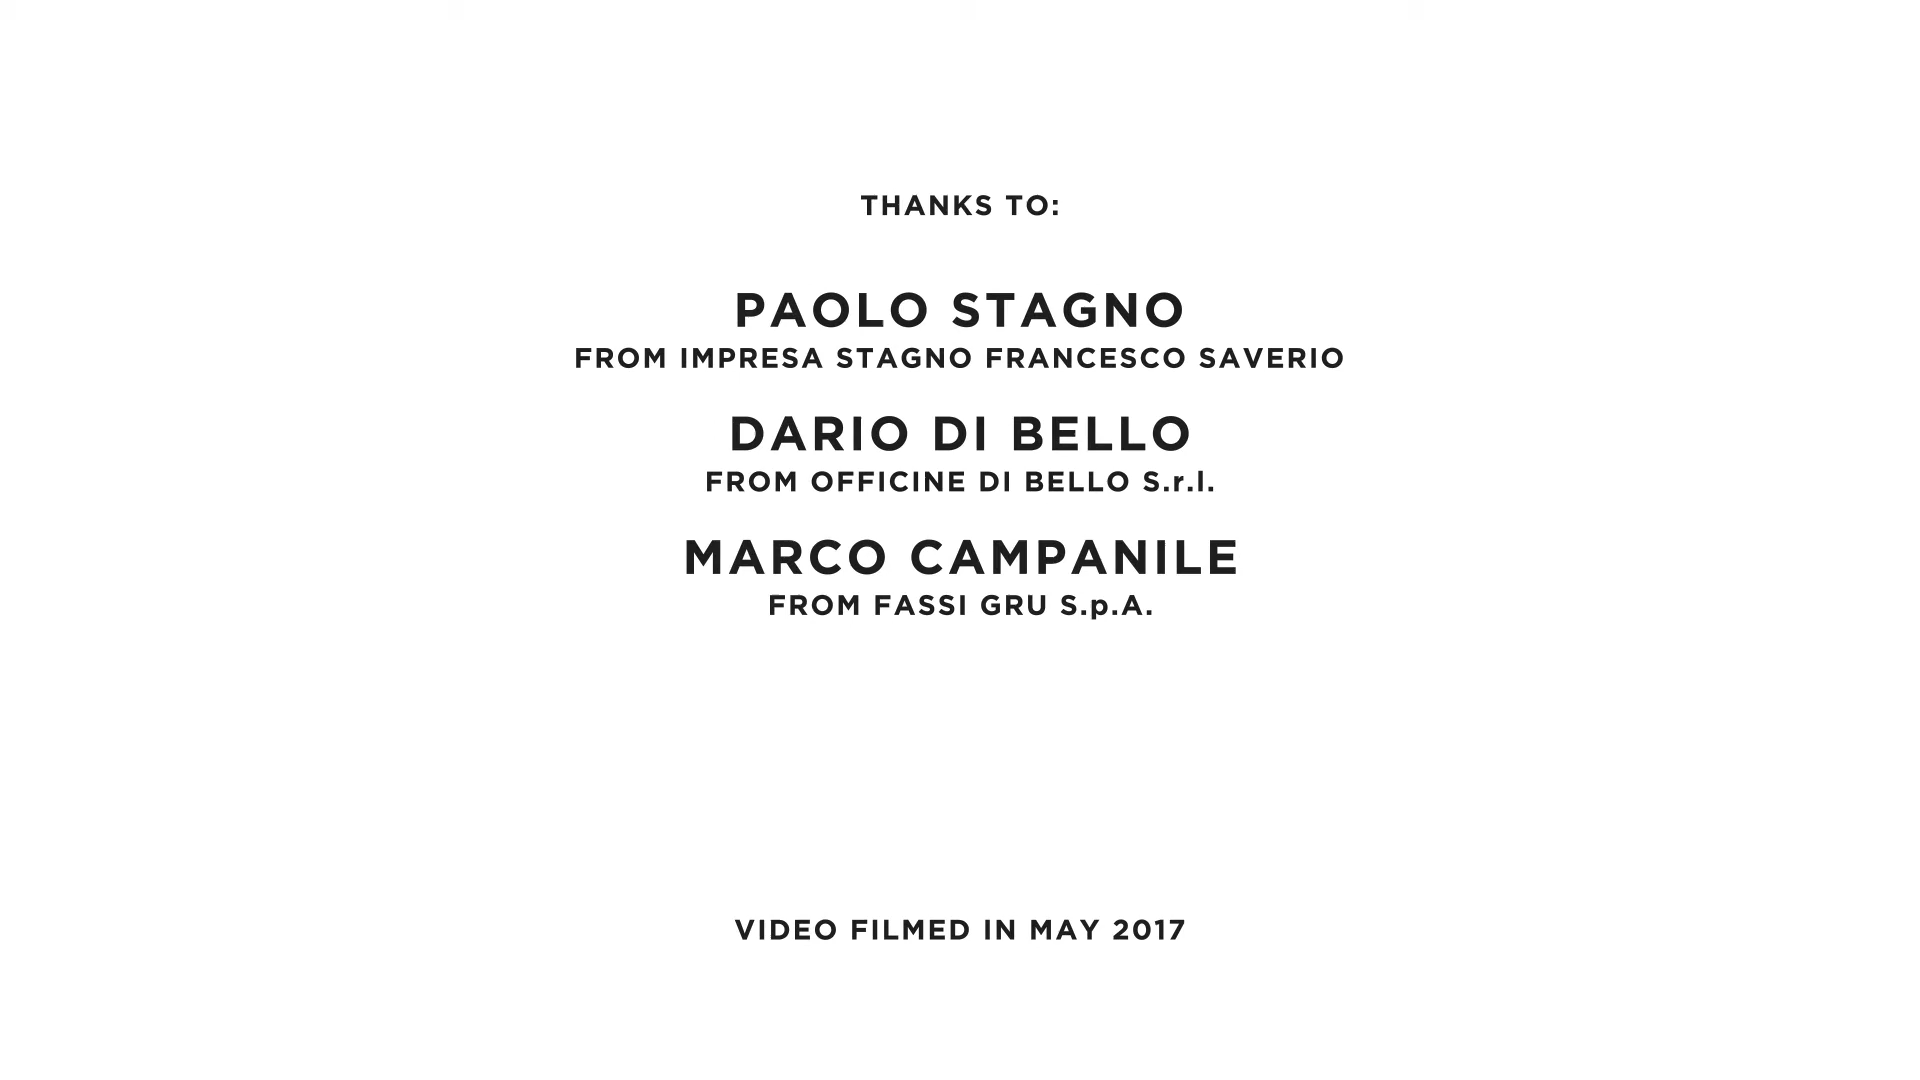 THANKS TO:
PAOLO STAGNO
FROM IMPRESA STAGNO FRANCESCO SAVERIO
DARIO DI BELLO
FROM OFFICINE DI BELLO S.r.l.
MARCO CAMPANILE
FROM FASSI GRU S.p.A.
VIDEO FILMED IN MAY 2017